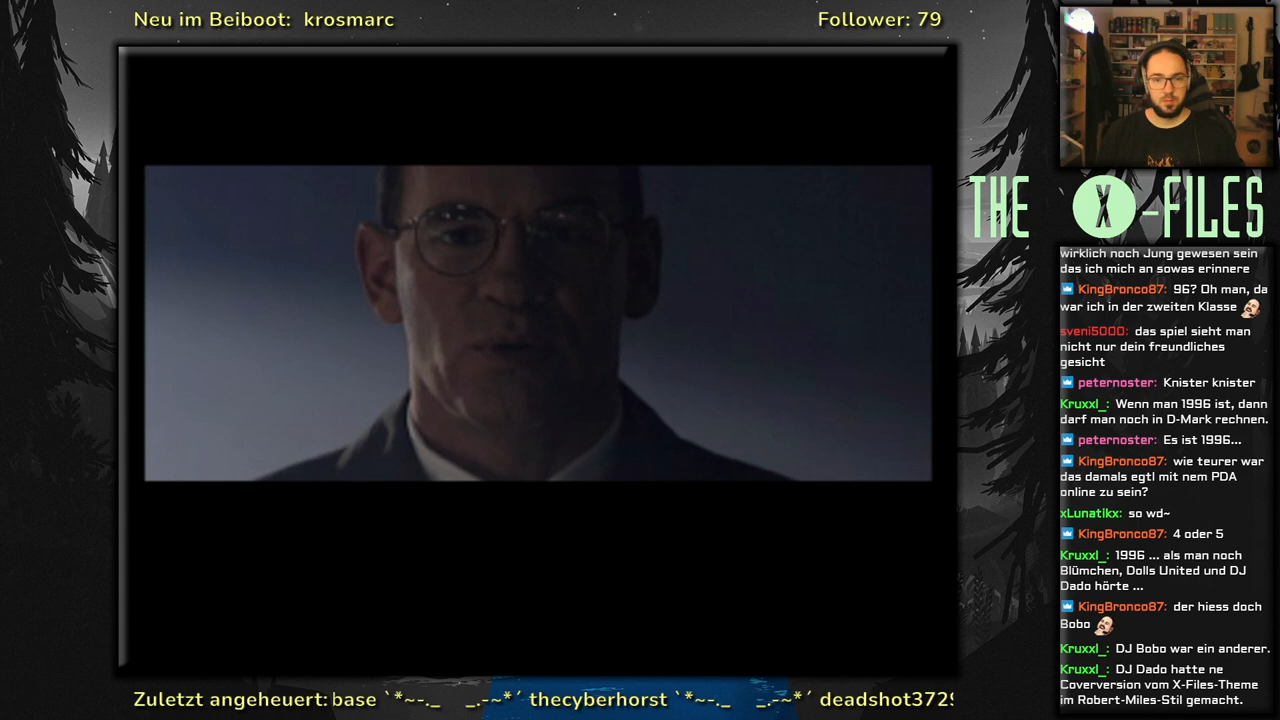 Neu im Beiboot: krosmarc
Follower: 79
THE X-FILES
wirklich noch Jung gewesen sein
das ich mich an sowas erinnere
KingBronco87: 96? Oh man, da
war ich in der zweiten Klasse
sveni5000: das spiel sieht man
nicht nur dein freundliches
gesicht
peternoster: Knister knister
Kruxxl_: Wenn man 1996 ist, dann
darf man noch in D-Mark rechnen.
peternoster: Es ist 1996...
KingBronco87: wie teurer war
das damals egtl mit nem PDA
online zu sein?
xLunatikx: so wd~
KingBronco87: 4 oder 5
Kruxxl_: 1996 ... als man noch
Blümchen, Dolls United und DJ
Dado hörte ...
KingBronco87: der hiess doch
Bobo
Kruxxl_: DJ Bobo war ein anderer.
Kruxxl_: DJ Dado hatte ne
Coverversion vom X-Files-Theme
im Robert-Miles-Stil gemacht.
Zuletzt angeheuert: base `*~-._ _.-~*´ thecyberhorst `*~-._ _.-~*´ deadshot3729